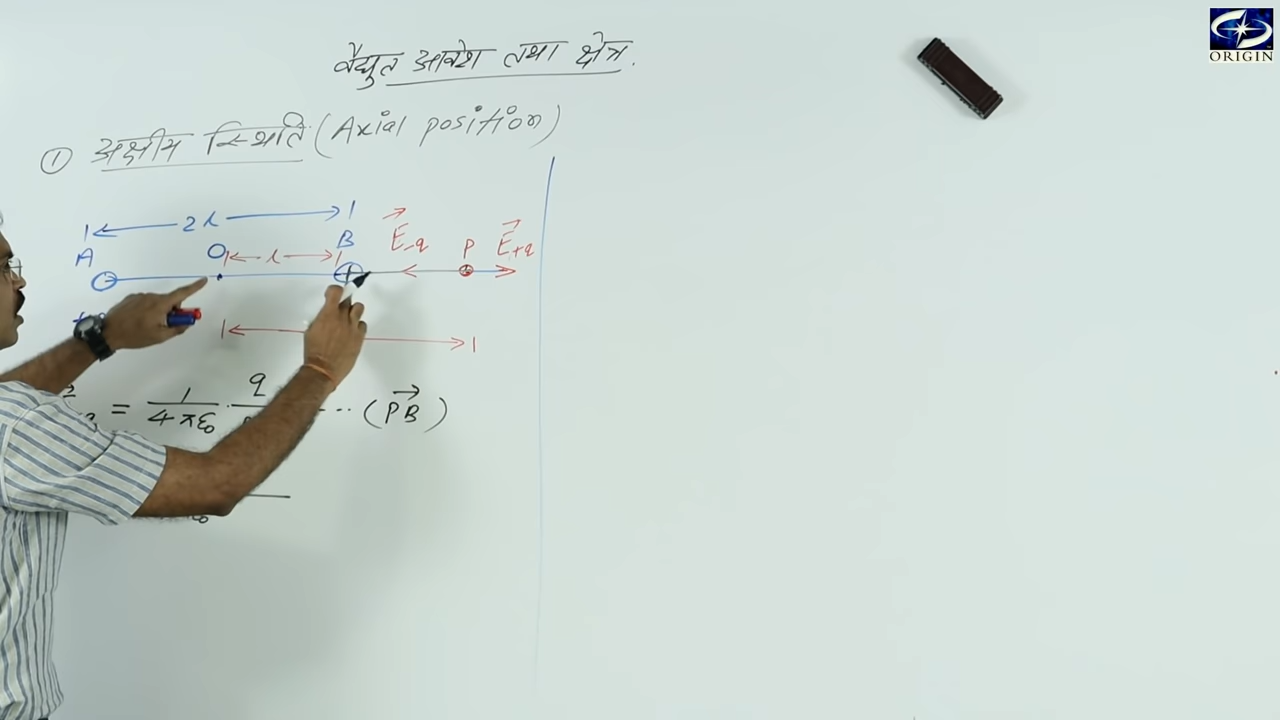 वैद्युत आवेश तथा क्षेत्र.
ORIGIN
① अक्षीय स्थिति (Axial position)
2l
A O l B E-q P E+q
= 1/4πε₀ . q ... (PB)